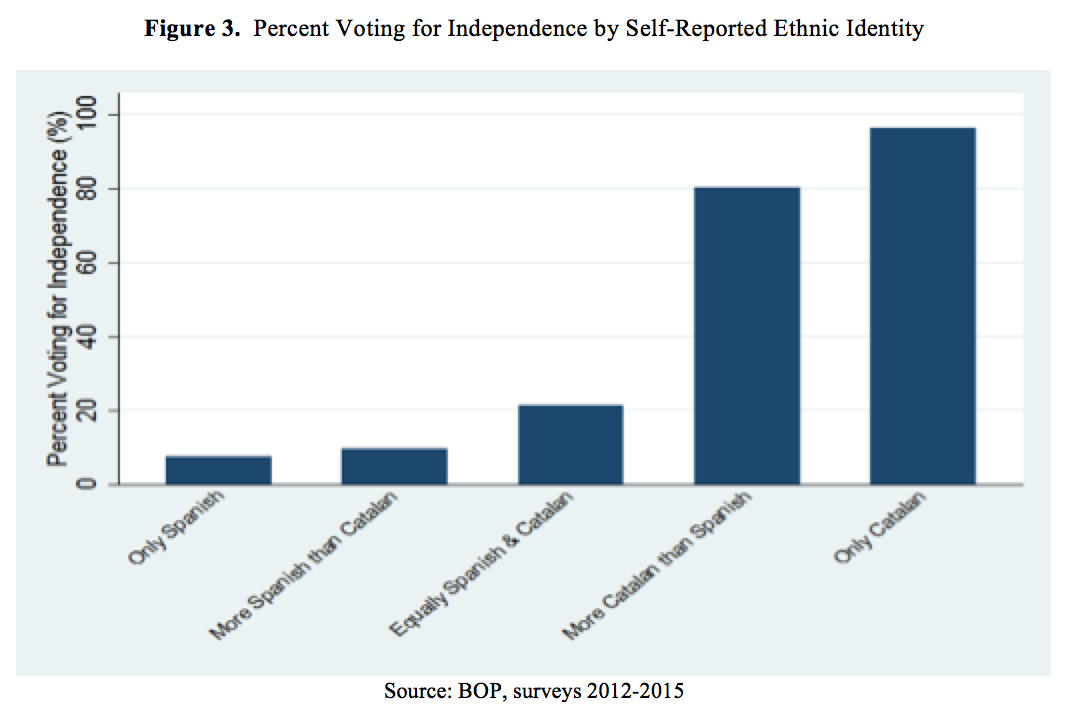 Figure 3. Percent Voting for Independence by Self-Reported Ethnic Identity
Percent Voting for Independence (%)
100
80
60
40
20
0
Only Spanish
More Spanish than Catalan
Equally Spanish & Catalan
More Catalan than Spanish
Only Catalan
Source: BOP, surveys 2012-2015